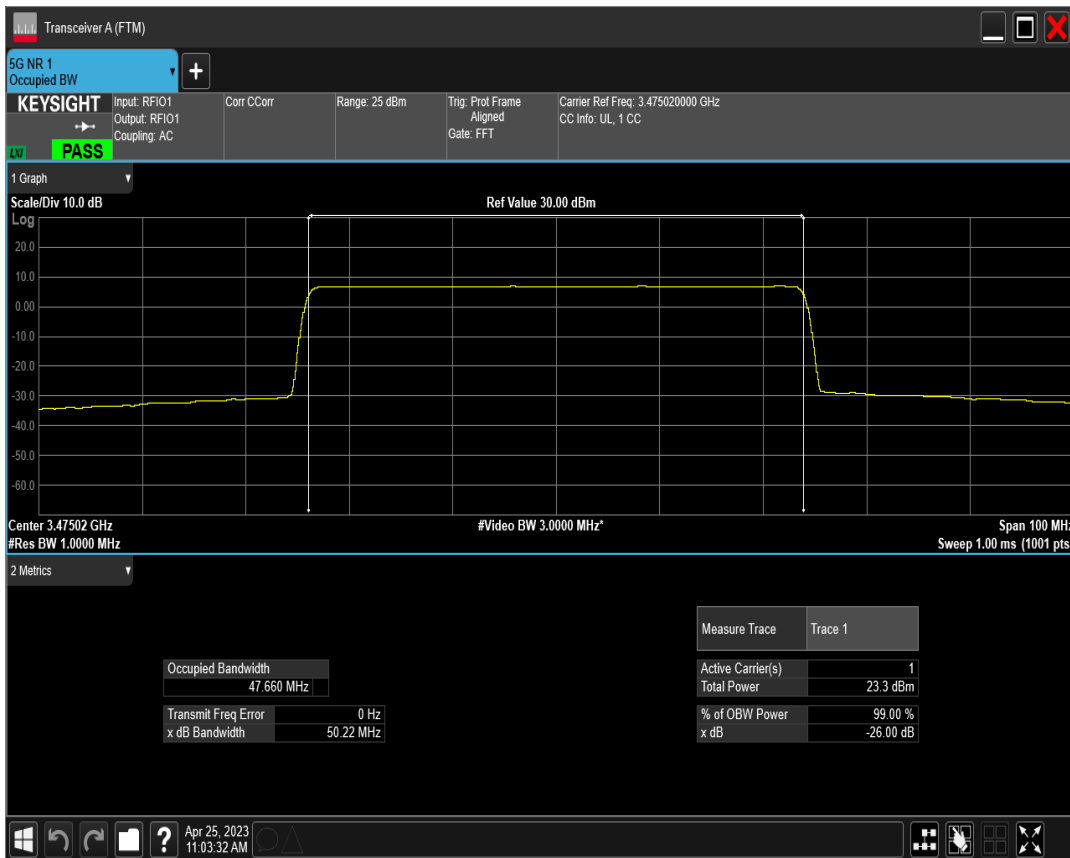 Transceiver A (FTM)
5G NR 1
Occupied BW
+
KEYSIGHT
LXI
PASS
Input: RFIO1
Output: RFIO1
Coupling: AC
Corr CCorr
Range: 25 dBm
Trig: Prot Frame
Aligned
Gate: FFT
Carrier Ref Freq: 3.475020000 GHz
CC Info: UL, 1 CC
1 Graph
Scale/Div 10.0 dB
Ref Value 30.00 dBm
Log
20.0
10.0
0.00
-10.0
-20.0
-30.0
-40.0
-50.0
-60.0
Center 3.47502 GHz
#Video BW 3.0000 MHz*
Span 100 MHz
#Res BW 1.0000 MHz
Sweep 1.00 ms (1001 pts
2 Metrics
Measure Trace Trace 1
Occupied Bandwidth
47.660 MHz
Active Carrier(s) 1
Total Power 23.3 dBm
Transmit Freq Error 0 Hz
x dB Bandwidth 50.22 MHz
% of OBW Power 99.00 %
x dB -26.00 dB
?
Apr 25, 2023
11:03:32 AM